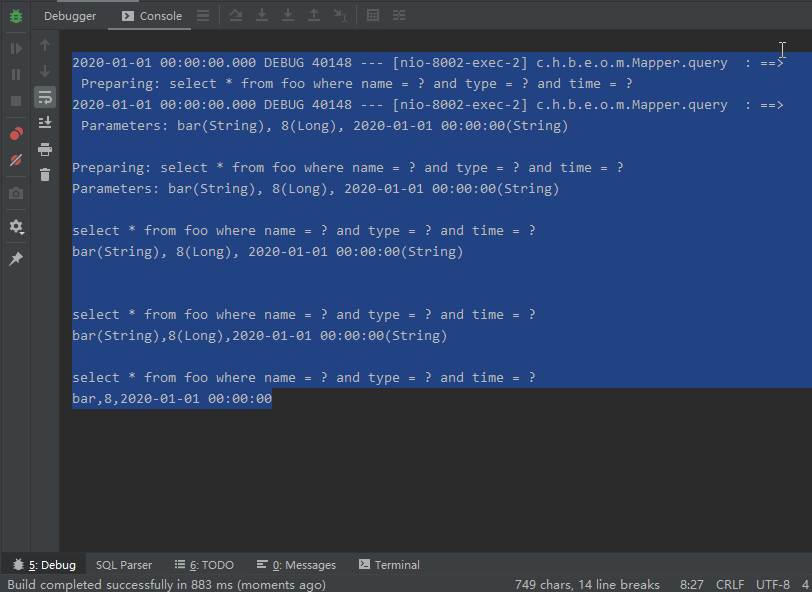 Debugger Console
2020-01-01 00:00:00.000 DEBUG 40148 --- [nio-8002-exec-2] c.h.b.e.o.m.Mapper.query  : ==>
 Preparing: select * from foo where name = ? and type = ? and time = ?
2020-01-01 00:00:00.000 DEBUG 40148 --- [nio-8002-exec-2] c.h.b.e.o.m.Mapper.query  : ==>
 Parameters: bar(String), 8(Long), 2020-01-01 00:00:00(String)
Preparing: select * from foo where name = ? and type = ? and time = ?
Parameters: bar(String), 8(Long), 2020-01-01 00:00:00(String)
select * from foo where name = ? and type = ? and time = ?
bar(String), 8(Long), 2020-01-01 00:00:00(String)
select * from foo where name = ? and type = ? and time = ?
bar(String),8(Long),2020-01-01 00:00:00(String)
select * from foo where name = ? and type = ? and time = ?
bar,8,2020-01-01 00:00:00
5: Debug SQL Parser 6: TODO 0: Messages Terminal
Build completed successfully in 883 ms (moments ago) 749 chars, 14 line breaks 8:27 CRLF UTF-8 4